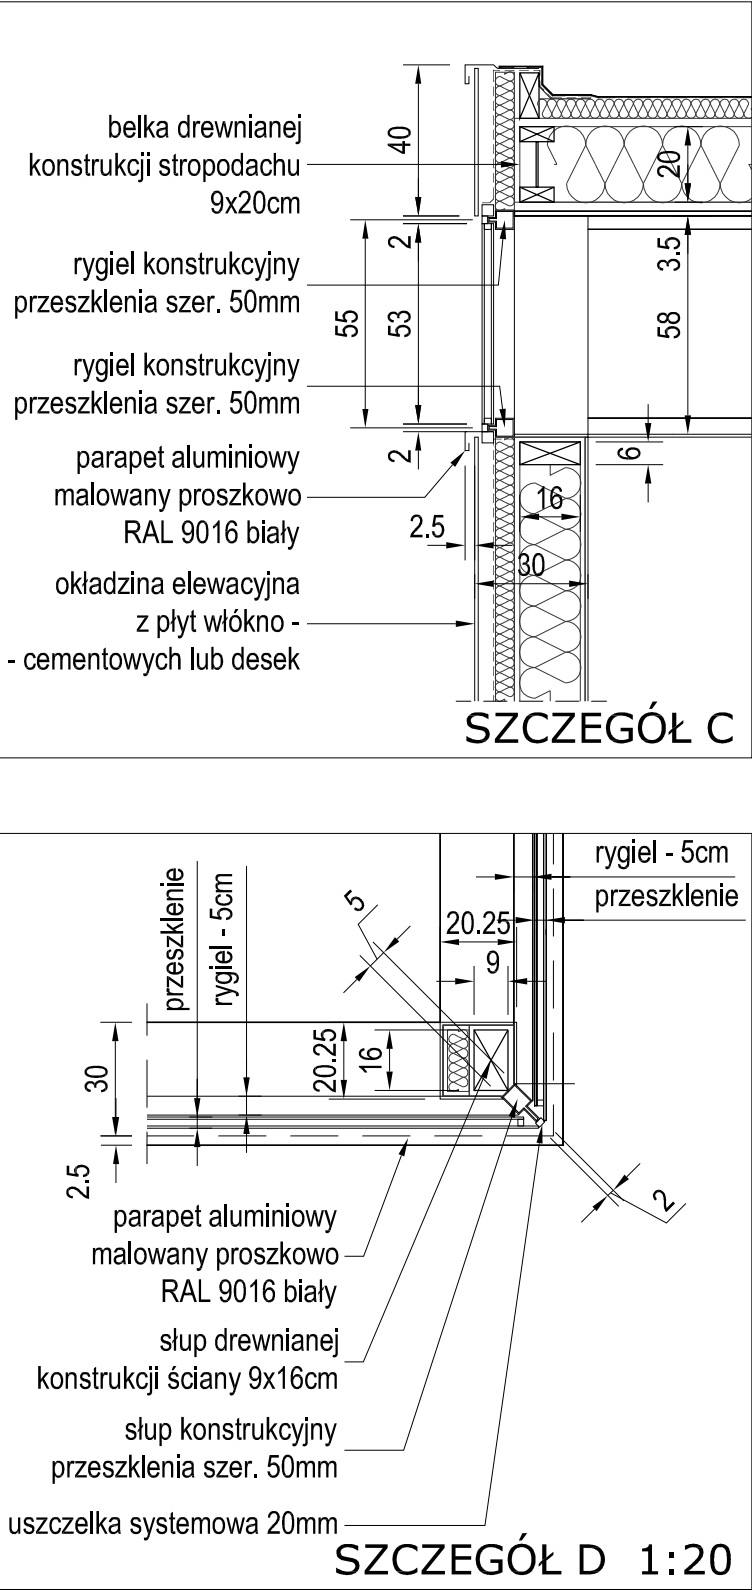 belka drewnianej
konstrukcji stropodachu
9x20cm
rygiel konstrukcyjny
przeszklenia szer. 50mm
rygiel konstrukcyjny
przeszklenia szer. 50mm
parapet aluminiowy
malowany proszkowo
RAL 9016 biały
okładzina elewacyjna
z płyt włókno -
- cementowych lub desek
40
20
2
3.5
55
53
58
2
6
16
2.5
30
SZCZEGÓŁ C
rygiel - 5cm
przeszklenie
przeszklenie
rygiel - 5cm
5
20.25
9
30
20.25
16
2.5
2
parapet aluminiowy
malowany proszkowo
RAL 9016 biały
słup drewnianej
konstrukcji ściany 9x16cm
słup konstrukcyjny
przeszklenia szer. 50mm
uszczelka systemowa 20mm
SZCZEGÓŁ D 1:20